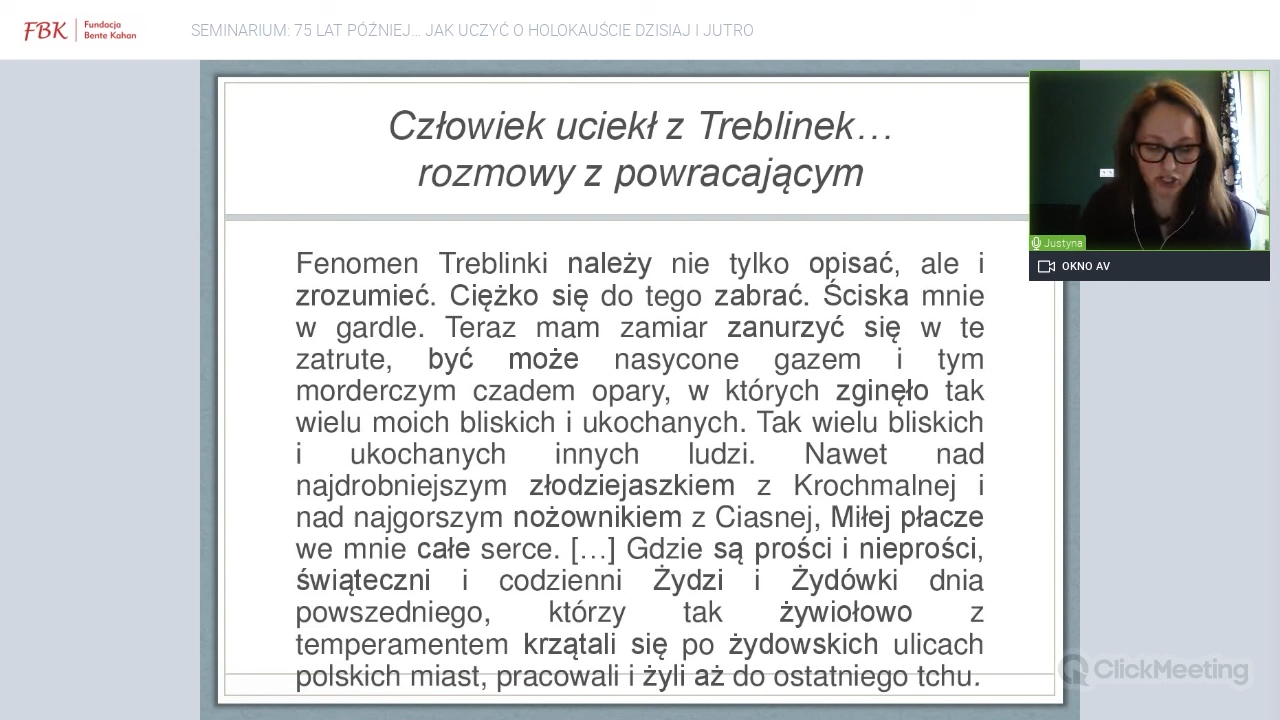 FBK
Fundacja
Bente Kahan
SEMINARIUM: 75 LAT PÓŹNIEJ... JAK UCZYĆ O HOLOKAUŚCIE DZISIAJ I JUTRO
Człowiek uciekł z Treblinek…
rozmowy z powracającym
Fenomen Treblinki należy nie tylko opisać, ale i
zrozumieć. Ciężko się do tego zabrać. Ściska mnie
w gardle. Teraz mam zamiar zanurzyć się w te
zatrute, być może nasycone gazem i tym
morderczym czadem opary, w których zginęło tak
wielu moich bliskich i ukochanych. Tak wielu bliskich
i ukochanych innych ludzi. Nawet nad
najdrobniejszym złodziejaszkiem z Krochmalnej i
nad najgorszym nożownikiem z Ciasnej, Miłej płacze
we mnie całe serce. […] Gdzie są prości i nieprości,
świąteczni i codzienni Żydzi i Żydówki dnia
powszedniego, którzy tak żywiołowo z
temperamentem krzątali się po żydowskich ulicach
polskich miast, pracowali i żyli aż do ostatniego tchu.
Justyna
OKNO AV
ClickMeeting